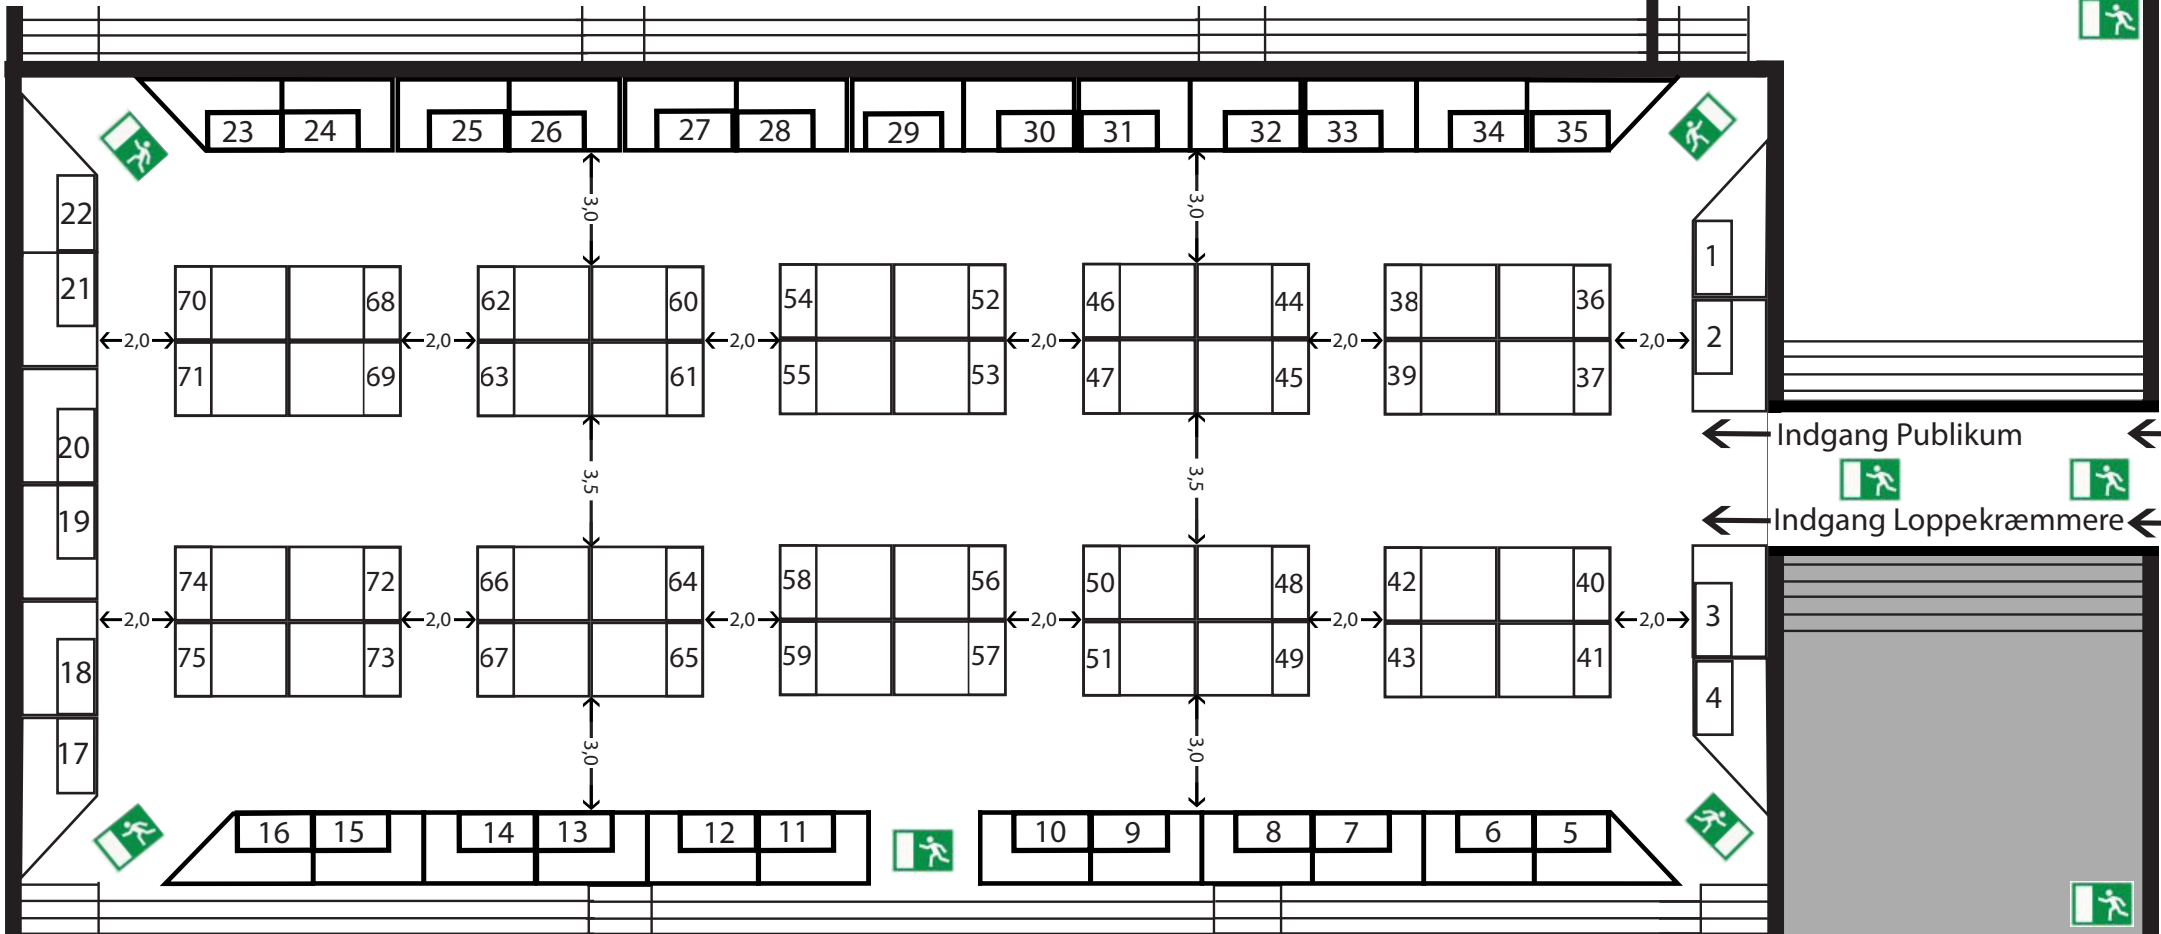 23 24 25 26 27 28 29 30 31 32 33 34 35
3,0 3,0
22
1
21
70 68 62 60 54 52 46 44 38 36
2
2,0 2,0 2,0 2,0 2,0 2,0
71 69 63 61 55 53 47 45 39 37
Indgang Publikum
20
3,5 3,5
19
Indgang Loppekræmmere
74 72 66 64 58 56 50 48 42 40
3
2,0 2,0 2,0 2,0 2,0 2,0
75 73 67 65 59 57 51 49 43 41
18
4
17
3,0 3,0
16 15 14 13 12 11 10 9 8 7 6 5